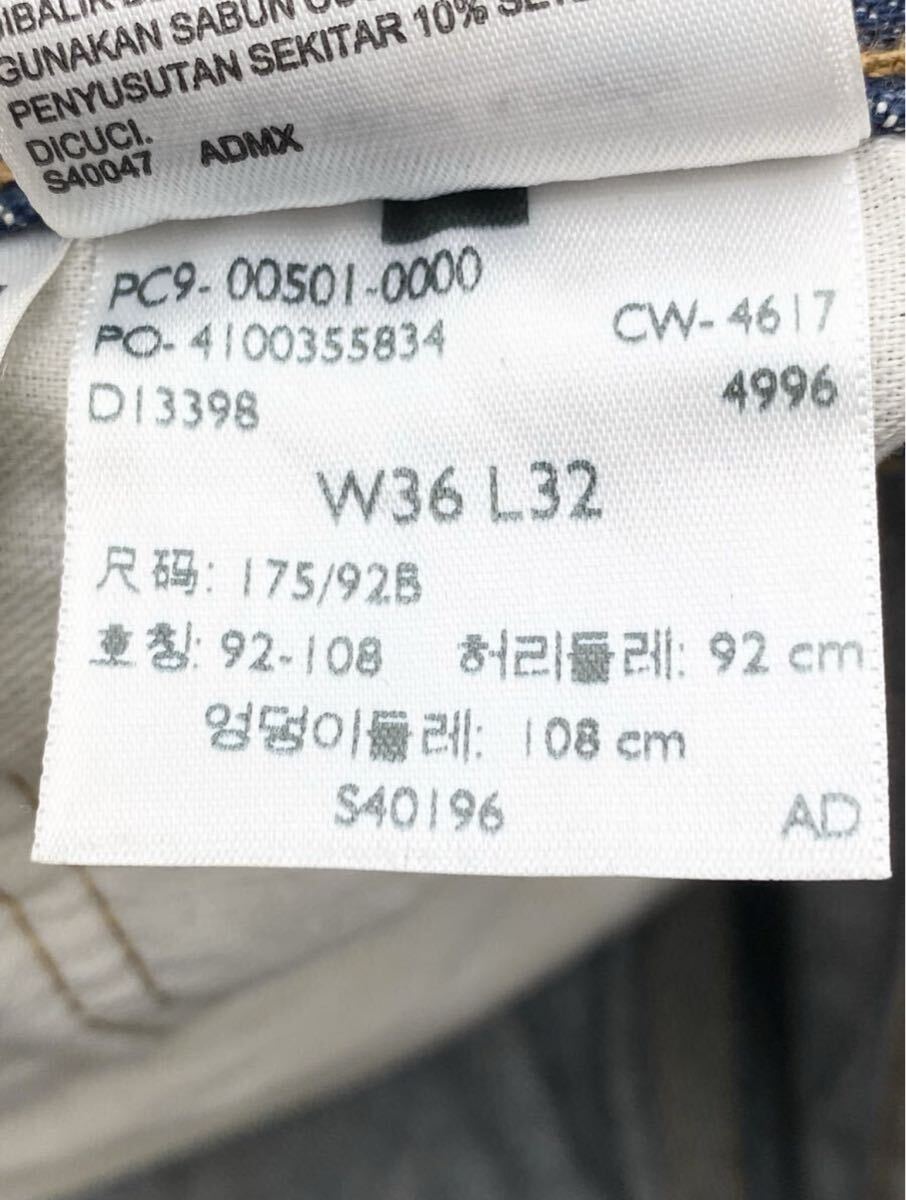 DIBALIK
GUNAKAN SABUN
PENYUSUTAN SEKITAR 10%
DICUCI.
S40047 ADMX
PC9-00501-0000
PO-4100355834 CW-4617
D13398 4996
W36 L32
尺码: 175/92B
호칭: 92-108 허리둘레: 92 cm
엉덩이둘레: 108 cm
S40196 AD